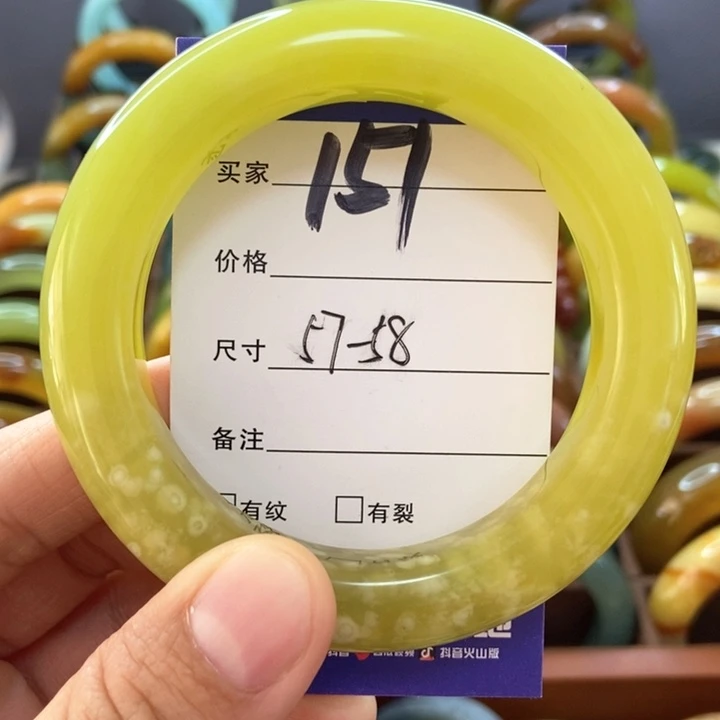 买家 151
价格
尺寸 57-58
备注
□有纹 □有裂
抖音火山版